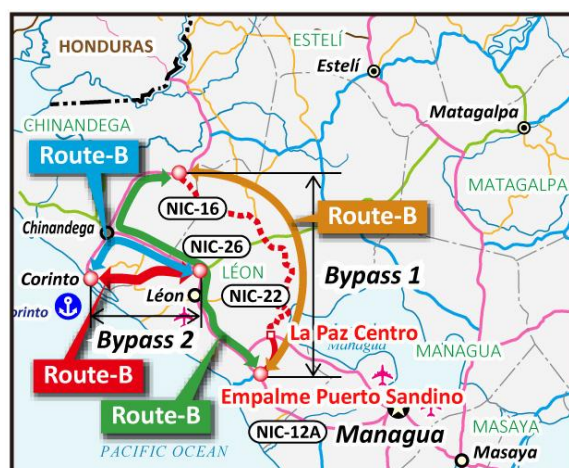 HONDURAS
ESTELÍ
Estelí
Matagalpa
CHINANDEGA
Route-B
MATAGALPA
NIC-16
Route-B
Chinandega
NIC-26
Corinto
LÉON
Bypass 1
orinto
Léon
NIC-22
Bypass 2
La Paz Centro
Managua
MANAGUA
Route-B
Route-B
Empalme Puerto Sandino
NIC-12A
Managua
MASAYA
Masaya
PACIFIC OCEAN